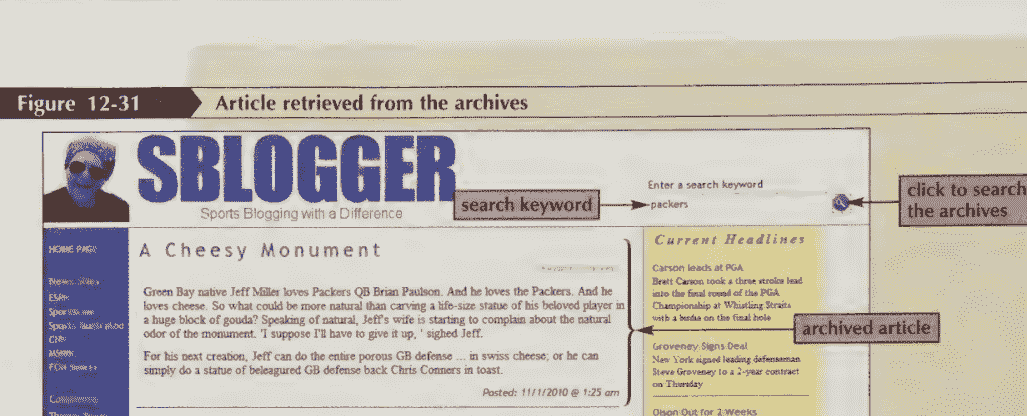 Figure 12-31 Article retrieved from the archives
SBLOGGER
Sports Blogging with a Difference
Enter a search keyword
search keyword
packers
click to search
the archives
HOME PAGE
News Sites
MSNBC
A Cheesy Monument
Green Bay native Jeff Miller loves Packers QB Brian Paulson. And he loves the Packers. And he
loves cheese. So what could be more natural than carving a life-size statue of his beloved player in
a huge block of gouda? Speaking of natural, Jeff's wife is starting to complain about the natural
odor of the monument. 'I suppose I'll have to give it up, ' sighed Jeff.
For his next creation, Jeff can do the entire porous GB defense ... in swiss cheese; or he can
simply do a statue of beleagured GB defense back Chris Conners in toast.
Posted: 11/1/2010 @ 1:25 am
Current Headlines
Carson leads at PGA
Brett Carson took a three stroke lead
into the final round of the PGA
Championship at Whistling Straits
with a birdie on the final hole
archived article
Groveney Signs Deal
New York signed leading defenseman
Steve Groveney to a 2-year contract
on Thursday
Olson Out for 2 Weeks